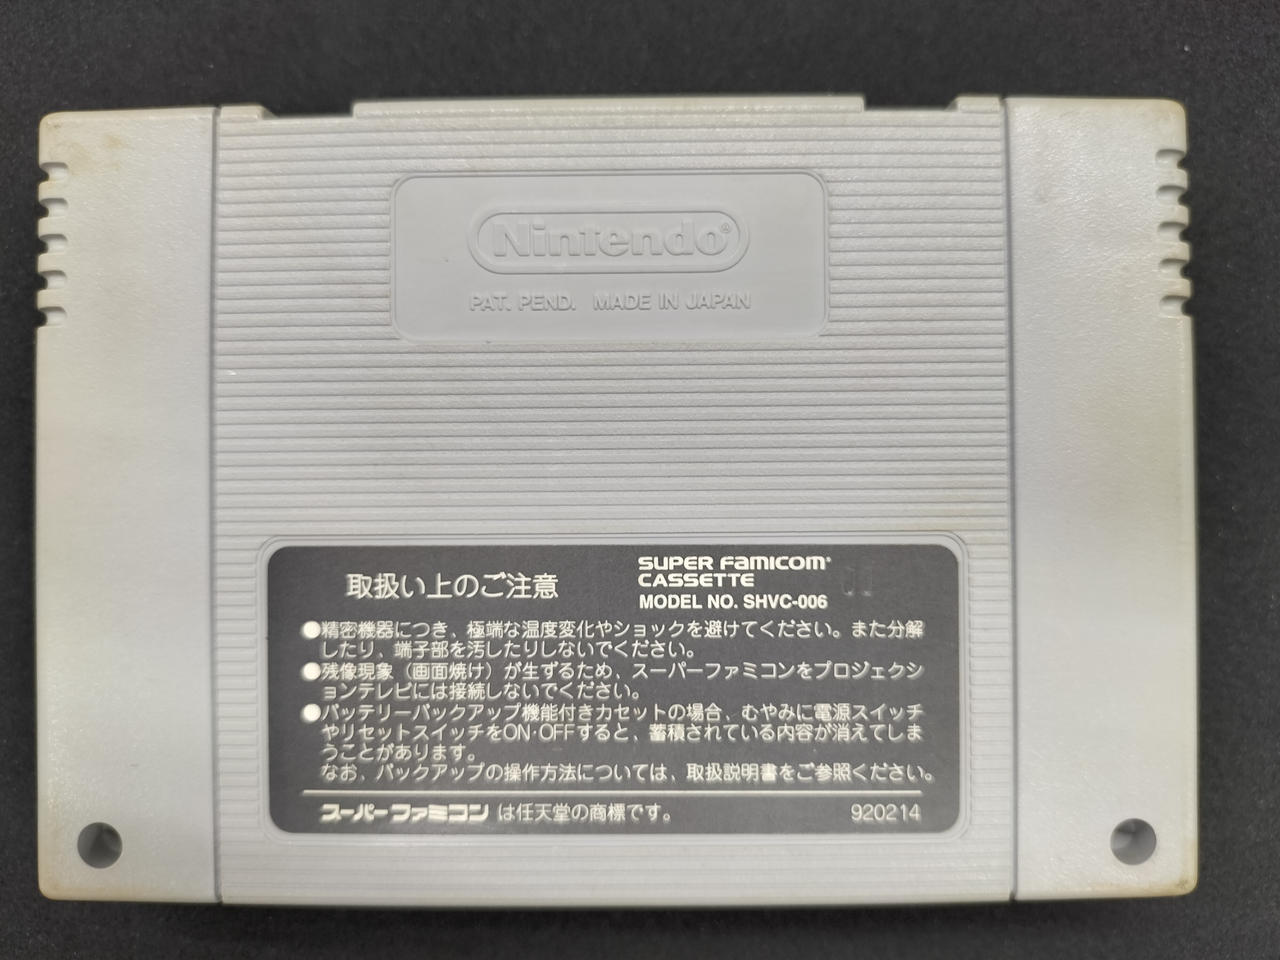 Nintendo®
PAT. PEND. MADE IN JAPAN
取扱い上のご注意
SUPER FAMICOM®
CASSETTE
MODEL NO. SHVC-006
●精密機器につき、極端な温度変化やショックを避けてください。また分解
したり、端子部を汚したりしないでください。
●残像現象（画面焼け）が生ずるため、スーパーファミコンをプロジェクシ
ョンテレビには接続しないでください。
●バッテリーバックアップ機能付きカセットの場合、むやみに電源スイッチ
やリセットスイッチをON・OFFすると、蓄積されている内容が消えてしま
うことがあります。
なお、バックアップの操作方法については、取扱説明書をご参照ください。
スーパーファミコン は任天堂の商標です。
920214